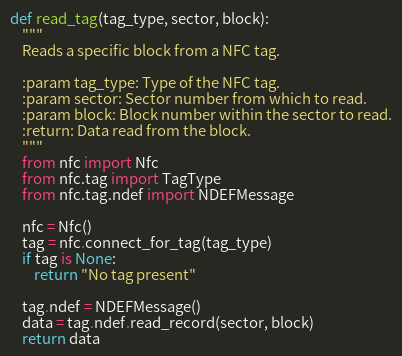 def read_tag(tag_type, sector, block):
    """
    Reads a specific block from a NFC tag.

    :param tag_type: Type of the NFC tag.
    :param sector: Sector number from which to read.
    :param block: Block number within the sector to read.
    :return: Data read from the block.
    """
    from nfc import Nfc
    from nfc.tag import TagType
    from nfc.tag.ndef import NDEFMessage

    nfc = Nfc()
    tag = nfc.connect_for_tag(tag_type)
    if tag is None:
        return "No tag present"

    tag.ndef = NDEFMessage()
    data = tag.ndef.read_record(sector, block)
    return data